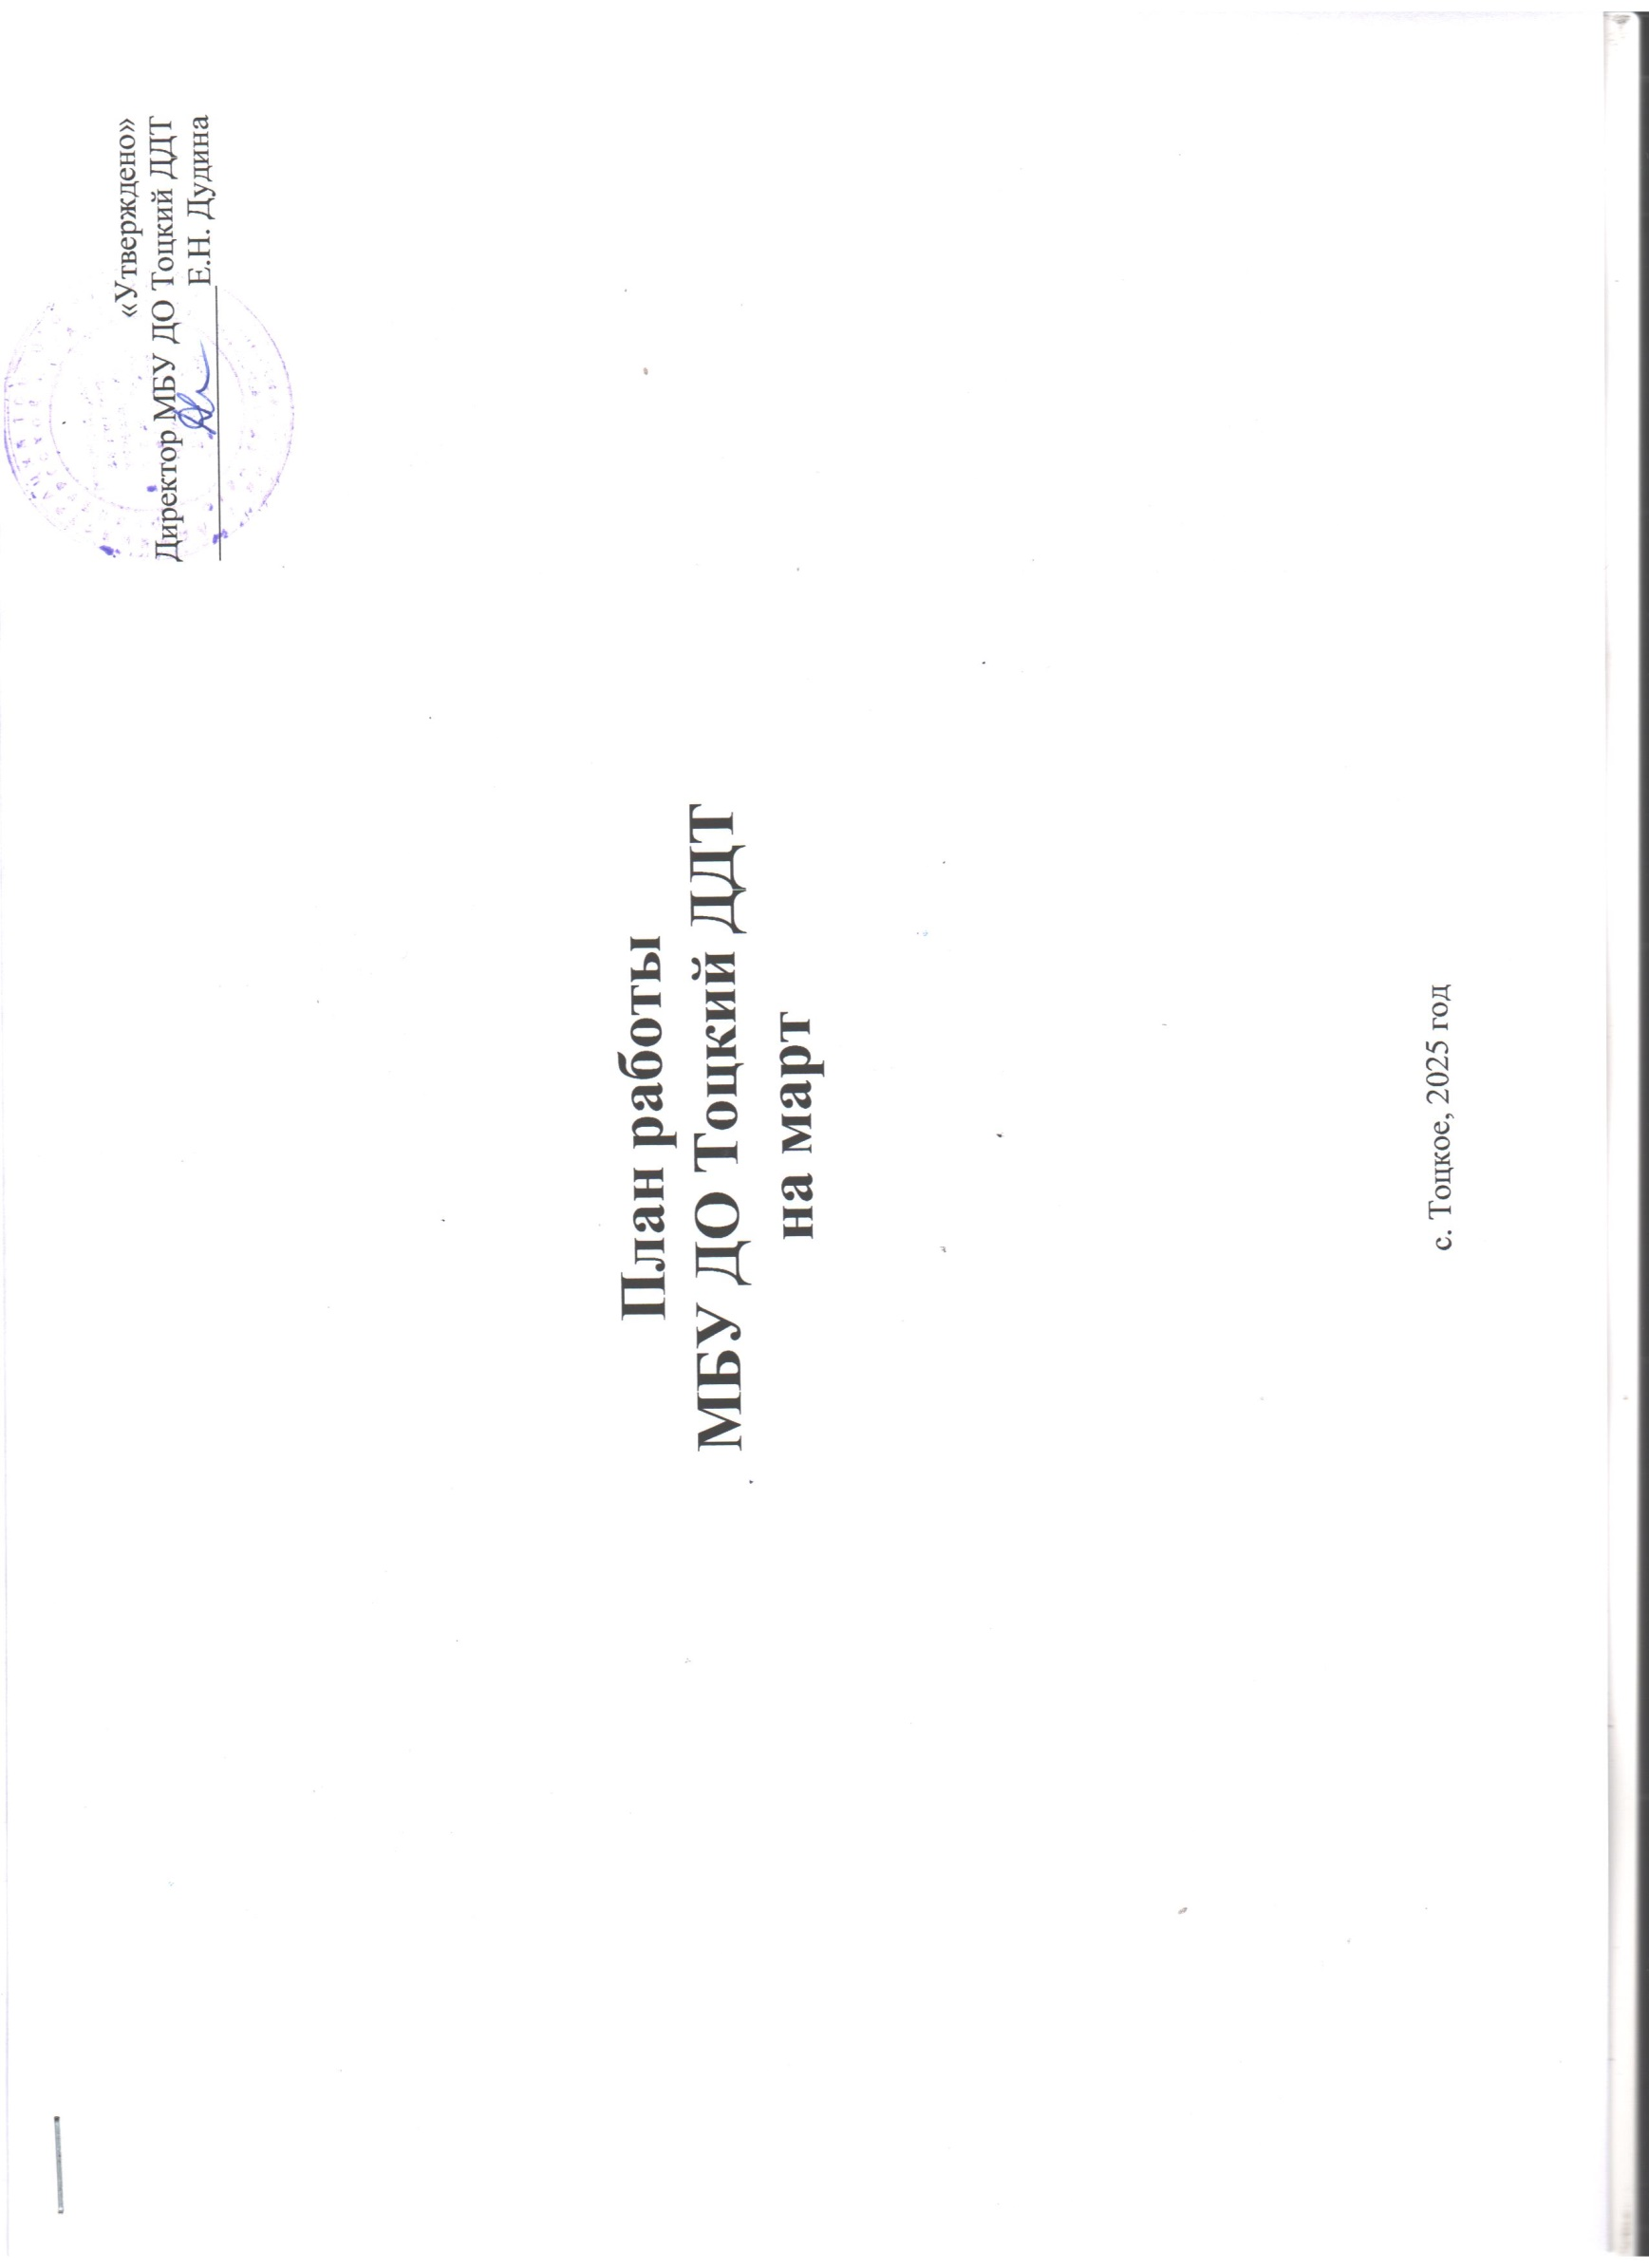 «Утверждено»
Директор МБУ ДО Тоцкий ДДТ
Е.Н. Дудина
План работы
МБУ ДО Тоцкий ДДТ
на март
с. Тоцкое, 2025 год